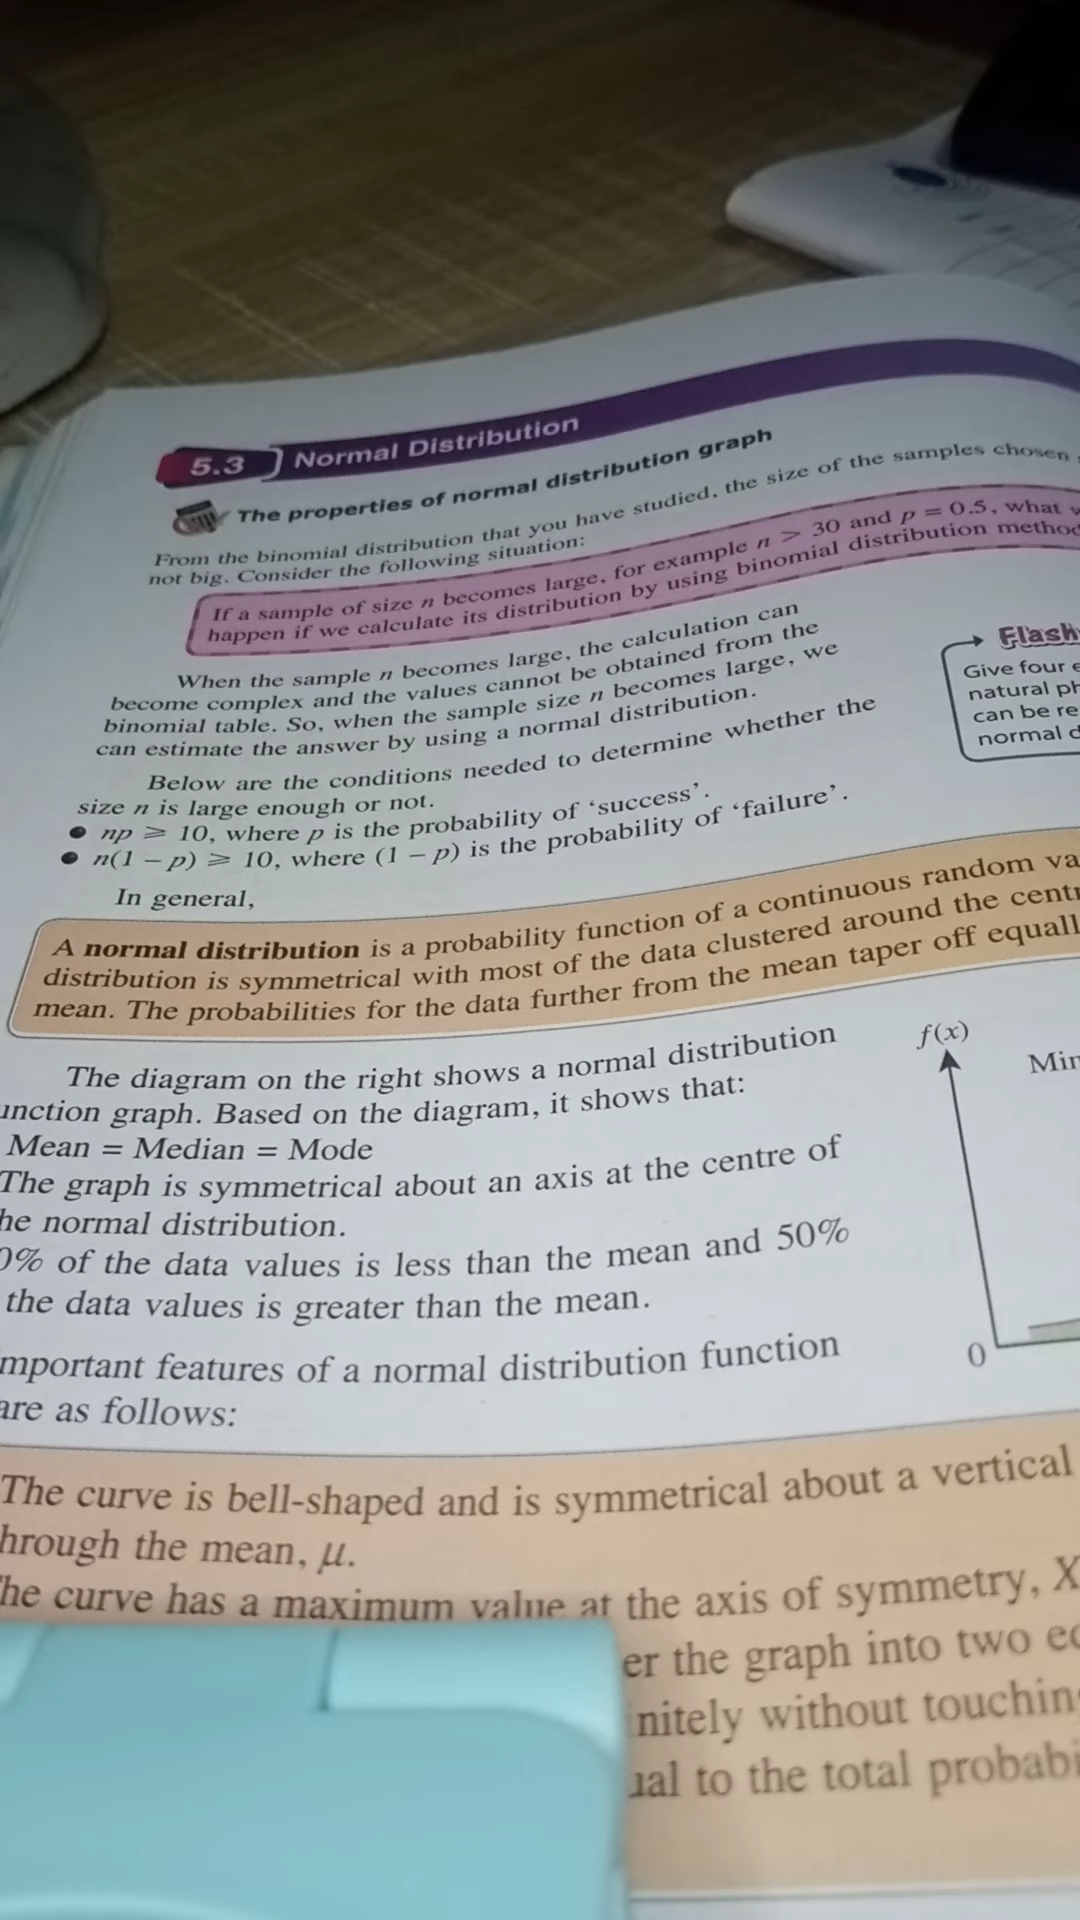 5.3 Normal Distribution
The properties of normal distribution graph
From the binomial distribution that you have studied, the size of the samples chosen
not big. Consider the following situation:
If a sample of size n becomes large, for example n > 30 and p = 0.5, what
happen if we calculate its distribution by using binomial distribution method
When the sample n becomes large, the calculation can
become complex and the values cannot be obtained from the
binomial table. So, when the sample size n becomes large, we
can estimate the answer by using a normal distribution.
Below are the conditions needed to determine whether the
size n is large enough or not.
● np ⩾ 10, where p is the probability of ‘success’.
● n(1 – p) ⩾ 10, where (1 – p) is the probability of ‘failure’.
In general,
A normal distribution is a probability function of a continuous random va
distribution is symmetrical with most of the data clustered around the cent
mean. The probabilities for the data further from the mean taper off equall
Flash
Give four
natural ph
can be re
normal
The diagram on the right shows a normal distribution
unction graph. Based on the diagram, it shows that:
Mean = Median = Mode
The graph is symmetrical about an axis at the centre of
he normal distribution.
0% of the data values is less than the mean and 50%
the data values is greater than the mean.
mportant features of a normal distribution function
are as follows:
f(x)
Min
0
The curve is bell-shaped and is symmetrical about a vertical
hrough the mean, μ.
The curve has a maximum value at the axis of symmetry, X
er the graph into two eq
nitely without touchin
ual to the total probabi